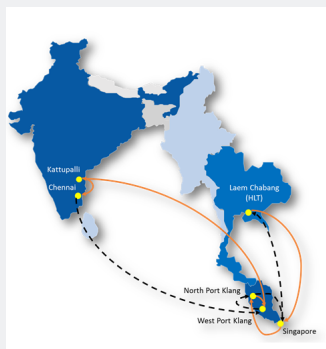 Kattupalli
Chennai
Laem Chabang
(HLT)
North Port Klang
West Port Klang
Singapore